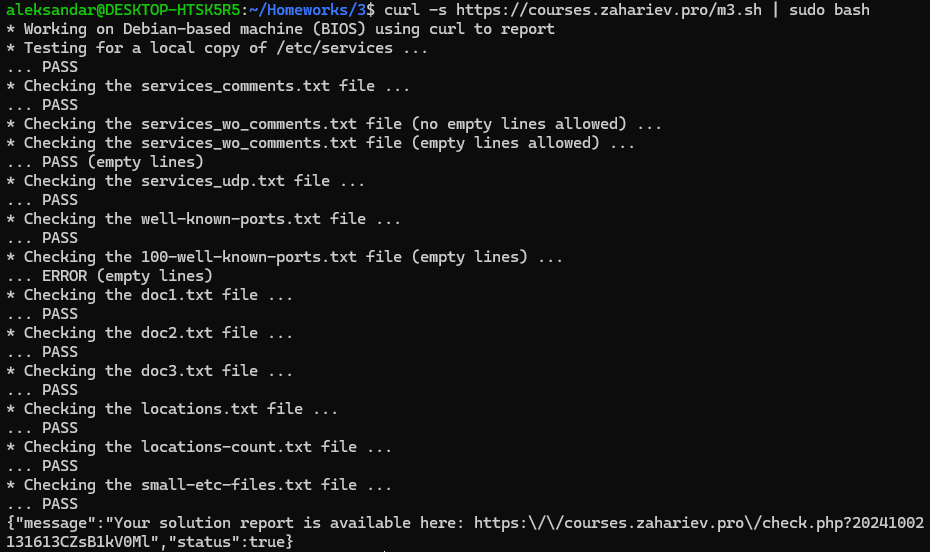 aleksandar@DESKTOP-HTSK5R5:~/Homeworks/3$ curl -s https://courses.zahariev.pro/m3.sh | sudo bash
* Working on Debian-based machine (BIOS) using curl to report
* Testing for a local copy of /etc/services ...
... PASS
* Checking the services_comments.txt file ...
... PASS
* Checking the services_wo_comments.txt file (no empty lines allowed) ...
* Checking the services_wo_comments.txt file (empty lines allowed) ...
... PASS (empty lines)
* Checking the services_udp.txt file ...
... PASS
* Checking the well-known-ports.txt file ...
... PASS
* Checking the 100-well-known-ports.txt file (empty lines) ...
... ERROR (empty lines)
* Checking the doc1.txt file ...
... PASS
* Checking the doc2.txt file ...
... PASS
* Checking the doc3.txt file ...
... PASS
* Checking the locations.txt file ...
... PASS
* Checking the locations-count.txt file ...
... PASS
* Checking the small-etc-files.txt file ...
... PASS
{"message":"Your solution report is available here: https:\/\/courses.zahariev.pro\/check.php?20241002
131613CZsB1kV0Ml","status":true}